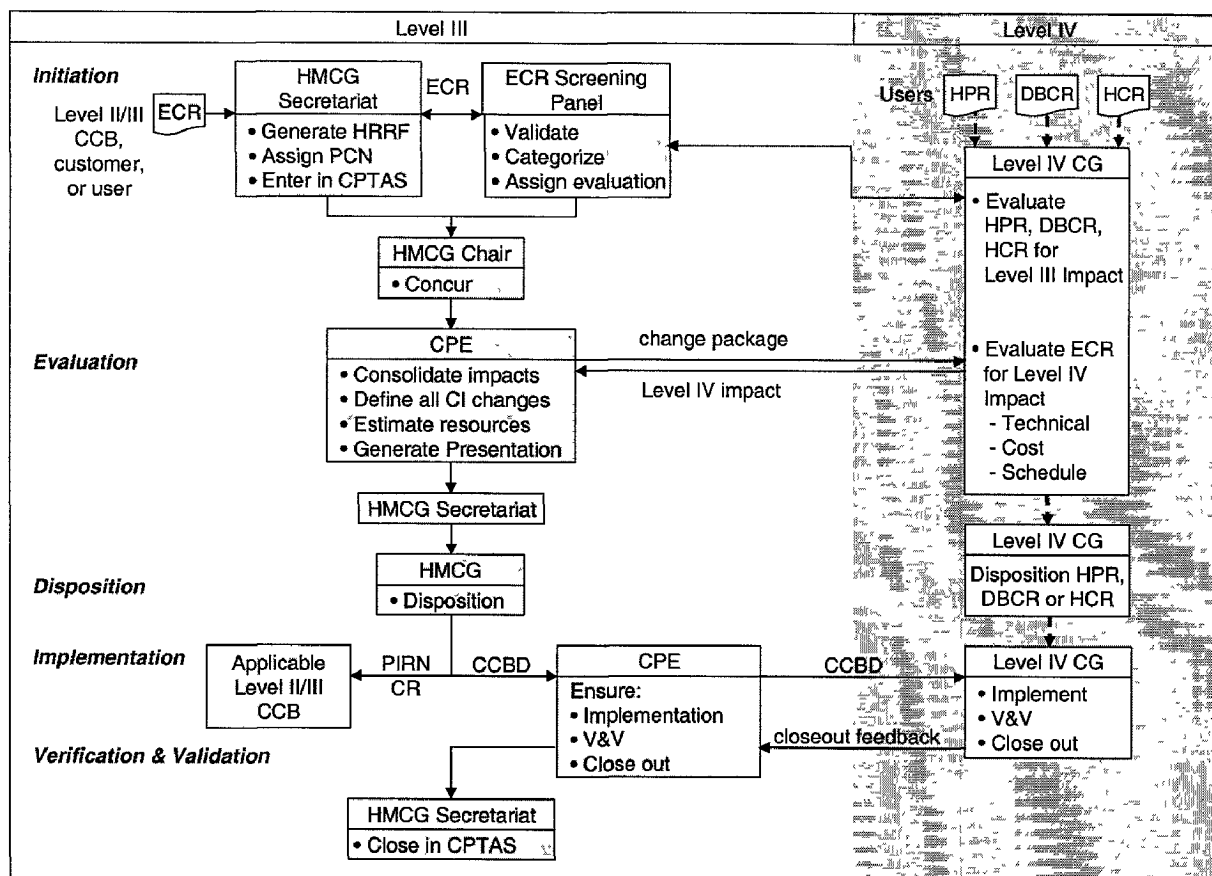 Level III
Level IV
Initiation
Level II/III
CCB,
customer,
or user
ECR
HMCG
Secretariat
• Generate HRRF
• Assign PCN
• Enter in CPTAS
ECR
ECR Screening
Panel
• Validate
• Categorize
• Assign evaluation
Users
HPR
DBCR
HCR
Level IV CG
• Evaluate
HPR, DBCR,
HCR for
Level III Impact
• Evaluate ECR
for Level IV
Impact
- Technical
- Cost
- Schedule
HMCG Chair
• Concur
Evaluation
CPE
• Consolidate impacts
• Define all CI changes
• Estimate resources
• Generate Presentation
change package
Level IV impact
HMCG Secretariat
Level IV CG
Disposition HPR,
DBCR or HCR
Disposition
HMCG
• Disposition
Implementation
Applicable
Level II/III
CCB
PIRN
CR
CCBD
CPE
Ensure:
• Implementation
• V&V
• Close out
CCBD
closeout feedback
Level IV CG
• Implement
• V&V
• Close out
Verification & Validation
HMCG Secretariat
• Close in CPTAS